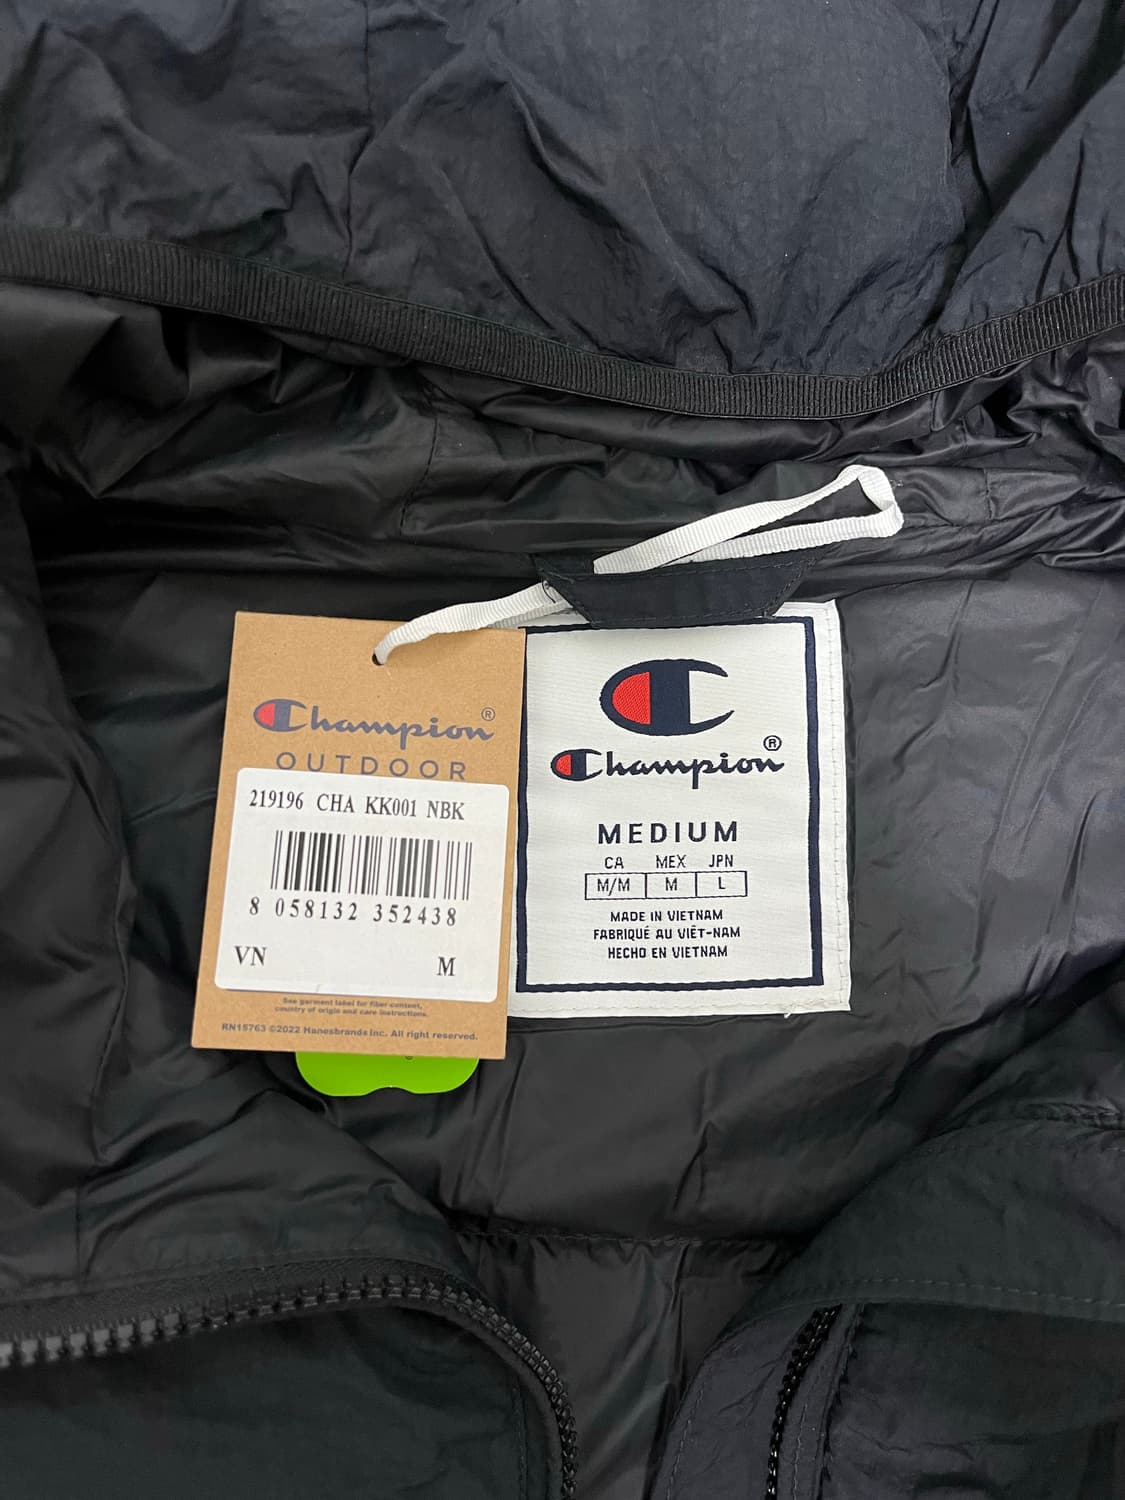 Champion®
OUTDOOR
219196 CHA KK001 NBK
8 058132 352438
VN M
See garment label for fiber content,
country of origin and care instructions.
RN15763 ©2022 Hanesbrands Inc. All right reserved.
Champion®
MEDIUM
CA MEX JPN
M/M M L
MADE IN VIETNAM
FABRIQUÉ AU VIÊT-NAM
HECHO EN VIETNAM